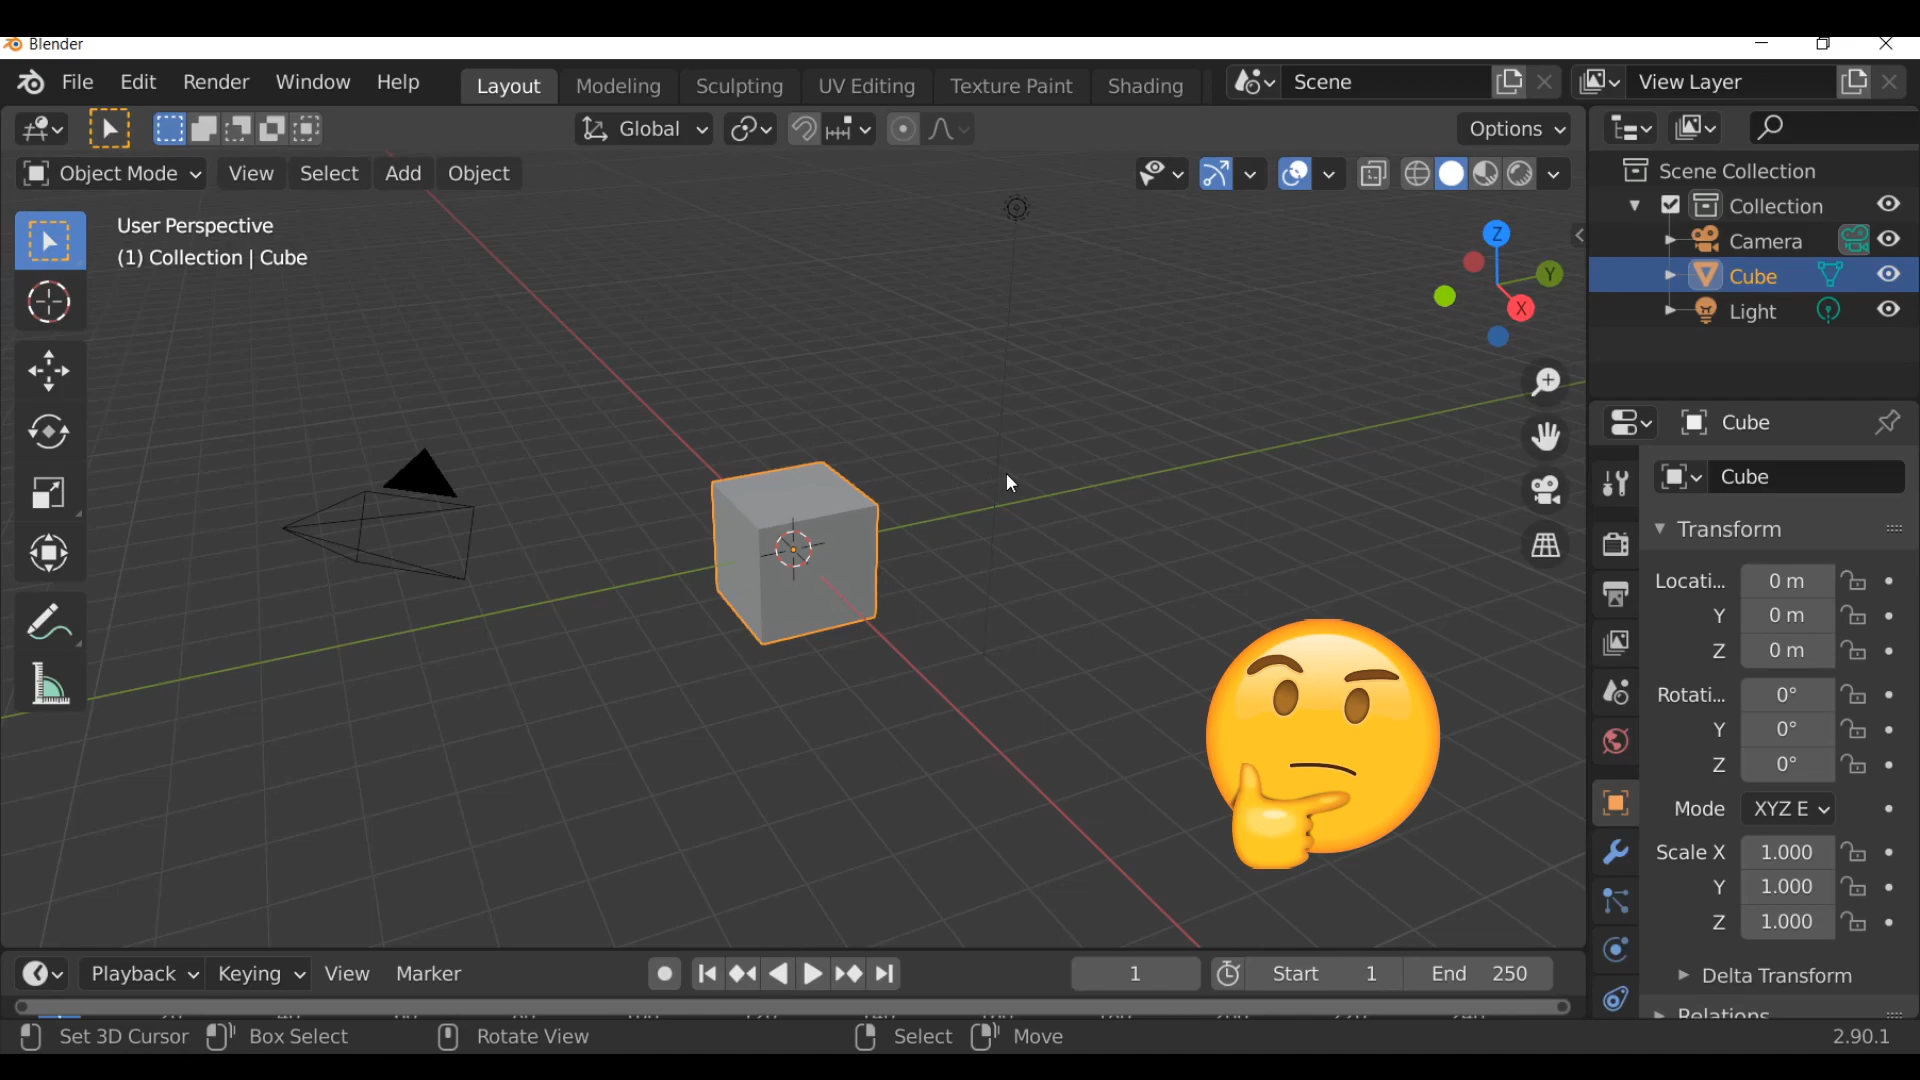 Blender
File Edit Render Window Help Layout Modeling Sculpting UV Editing Texture Paint Shading Scene View Layer
Global Options
Object Mode View Select Add Object
User Perspective
(1) Collection | Cube
Z
Y
X
Scene Collection
Collection
Camera
Cube
Light
Cube
Cube
Transform
Locati... 0 m
Y 0 m
Z 0 m
Rotati... 0°
Y 0°
Z 0°
Mode XYZ E
Scale X 1.000
Y 1.000
Z 1.000
Delta Transform
Relations
Playback Keying View Marker 1 Start 1 End 250
Set 3D Cursor Box Select Rotate View Select Move 2.90.1